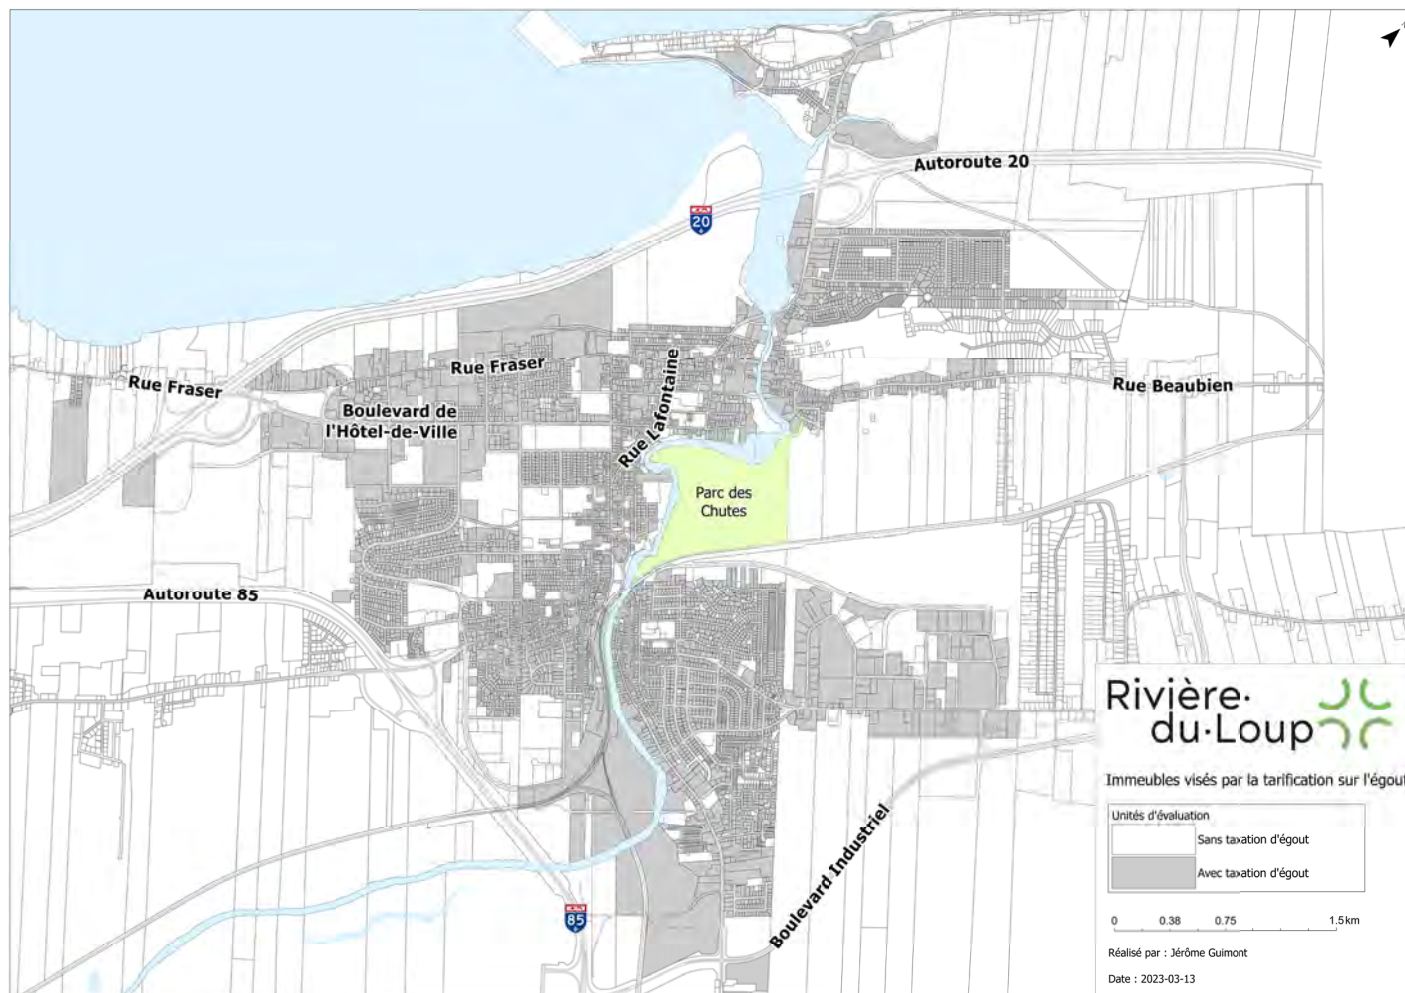 Autoroute 20
20
Rue Fraser
Rue Fraser
Rue Lafontaine
Rue Beaubien
Boulevard de
l'Hôtel-de-Ville
Parc des
Chutes
Autoroute 85
Rivière·
du·Loup
Immeubles visés par la tarification sur l'égout
Unités d'évaluation
Sans taxation d'égout
Avec taxation d'égout
Boulevard Industriel
85
0 0.38 0.75 1.5 km
Réalisé par : Jérôme Guimont
Date : 2023-03-13